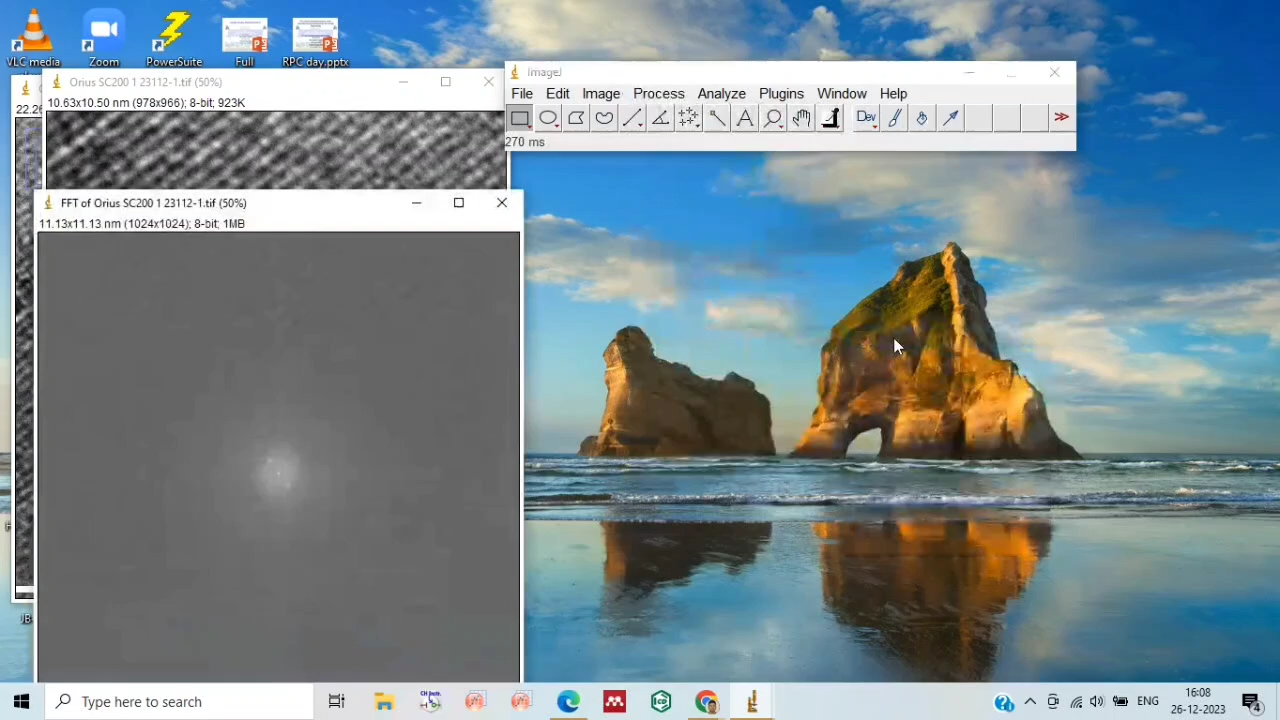 VLC media
Zoom
PowerSuite
Full
RPC day.pptx
Orius SC200 1 23112-1.tif (50%)
10.63x10.50 nm (978x966); 8-bit; 923K
ImageJ
File Edit Image Process Analyze Plugins Window Help
Dev
>>
270 ms
FFT of Orius SC200 1 23112-1.tif (50%)
11.13x11.13 nm (1024x1024); 8-bit; 1MB
Type here to search
ENG
16:08
26-12-2023
4